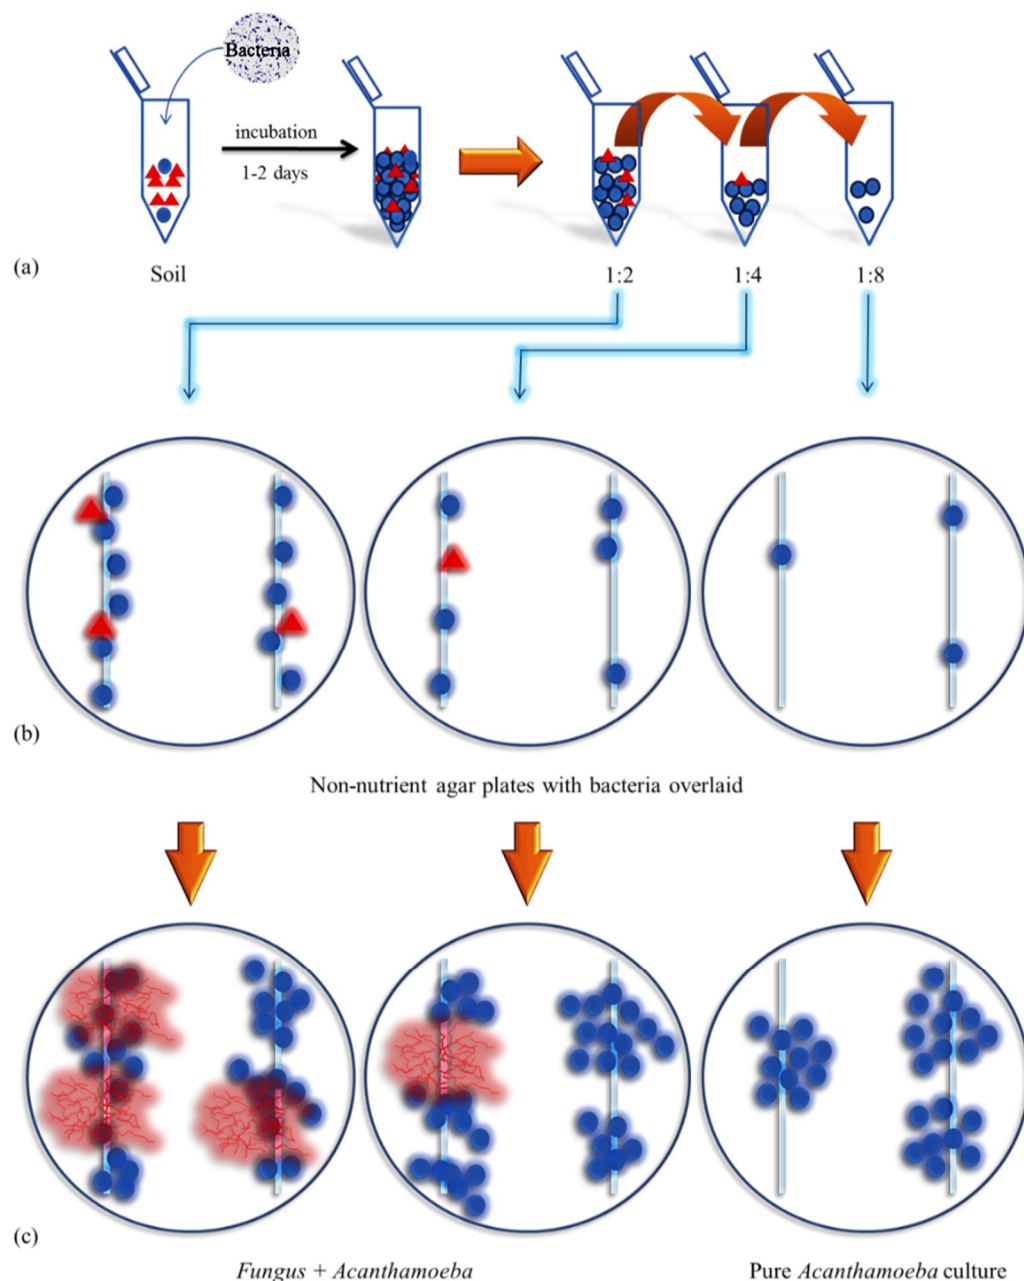 Bacteria
incubation
1-2 days
(a)
Soil
1:2
1:4
1:8
(b)
Non-nutrient agar plates with bacteria overlaid
(c)
Fungus + Acanthamoeba
Pure Acanthamoeba culture